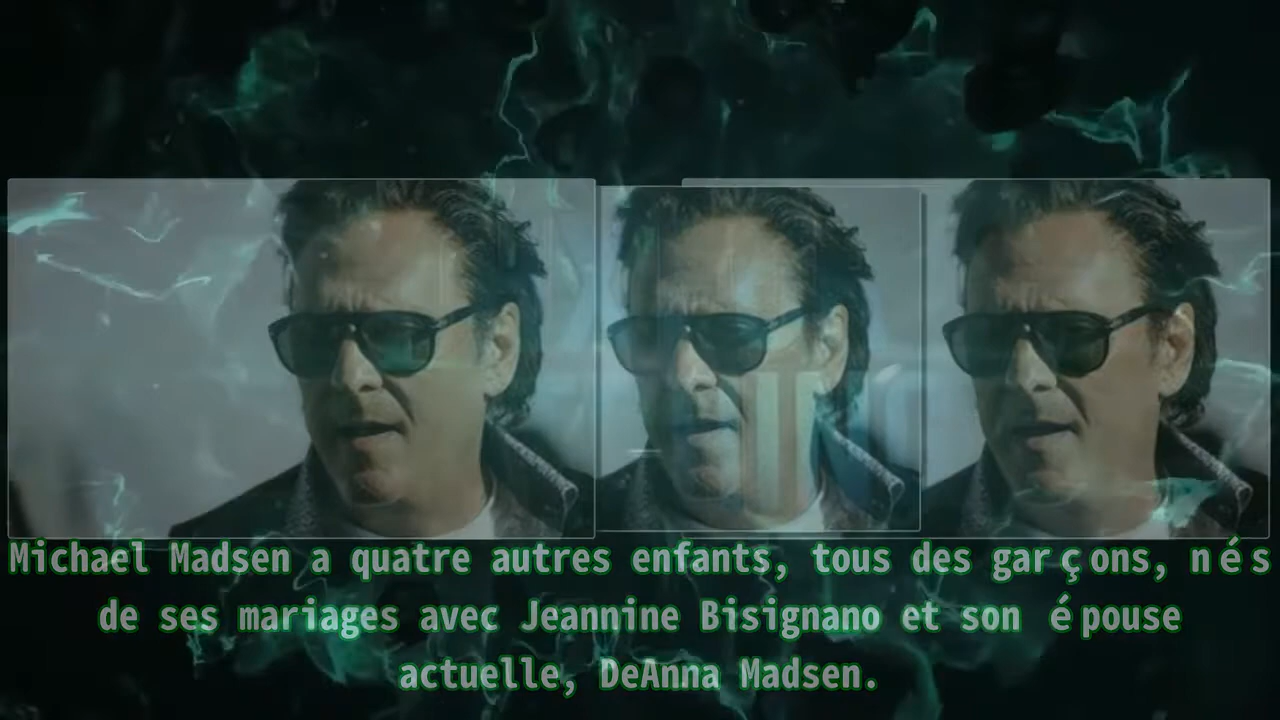 Michael Madsen a quatre autres enfants, tous des garçons, nés
de ses mariages avec Jeannine Bisignano et son épouse
actuelle, DeAnna Madsen.